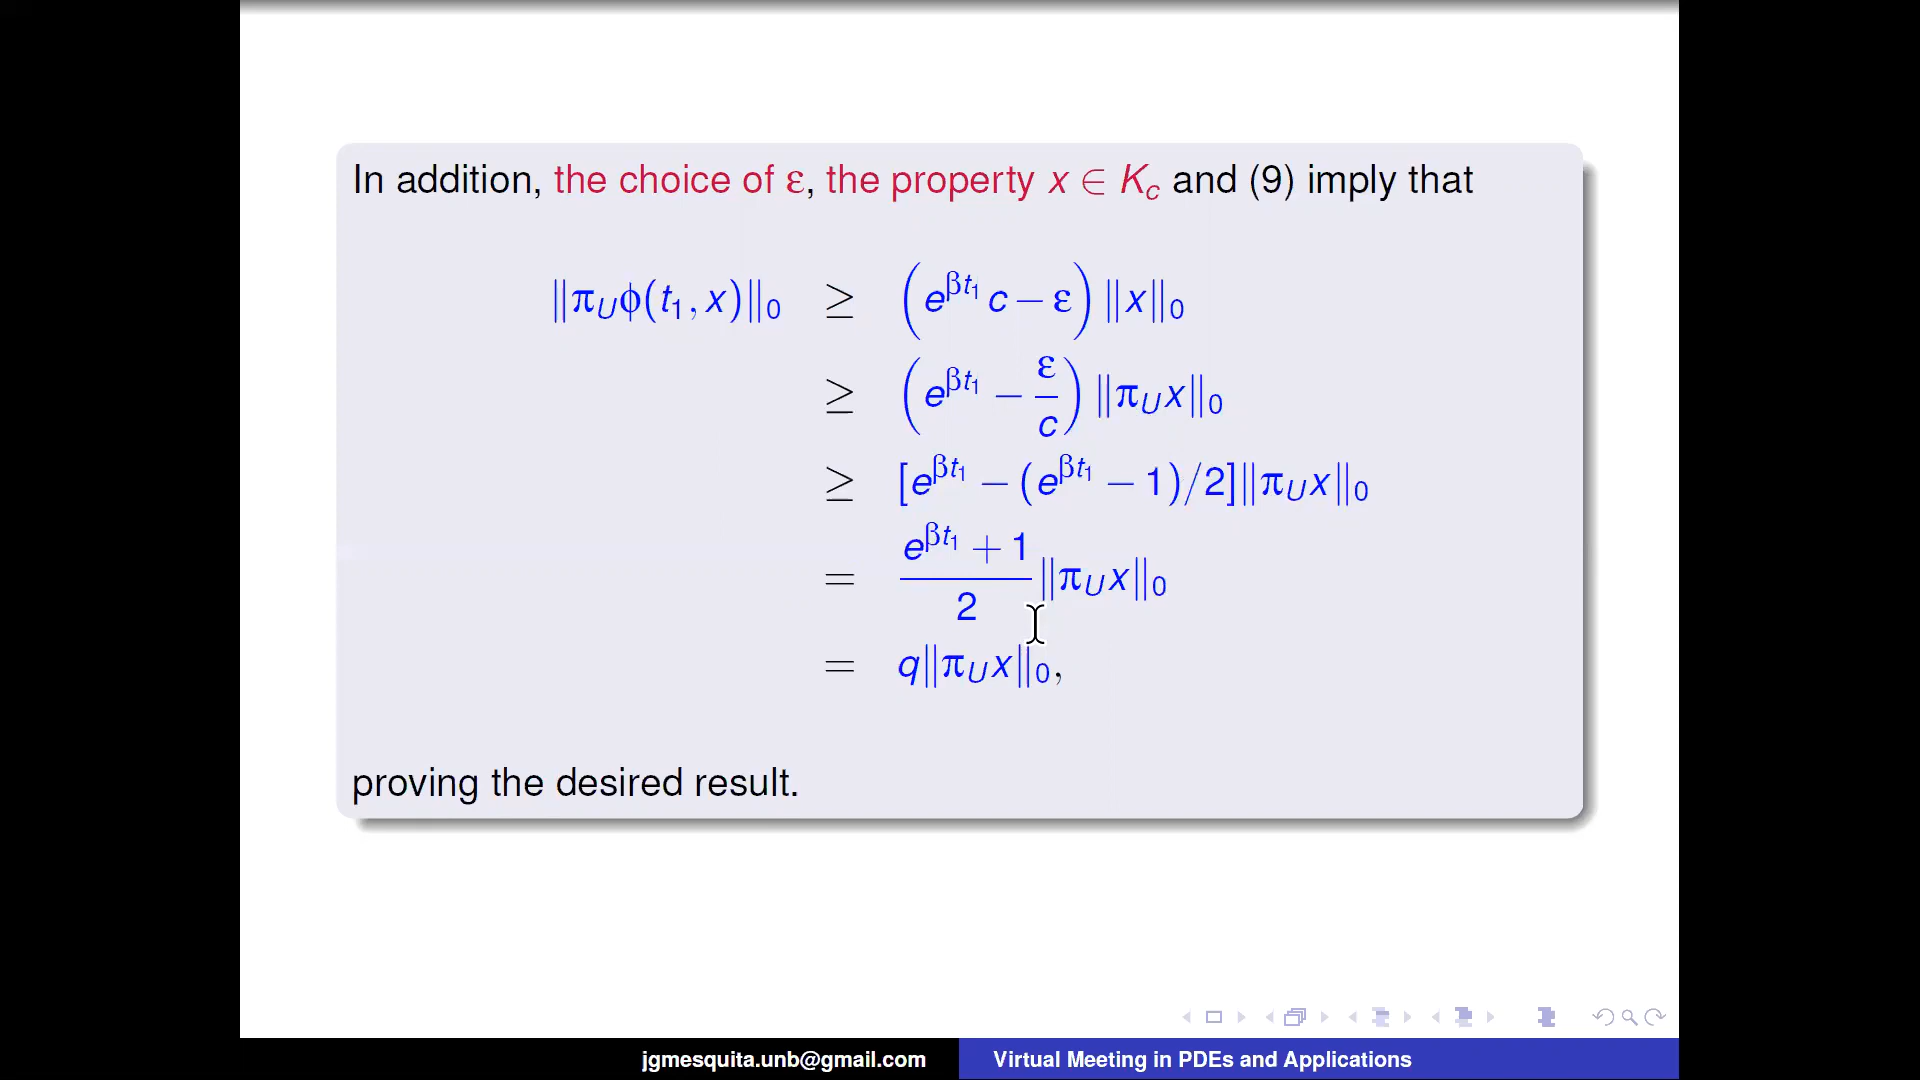 In addition, the choice of ε, the property x ∈ K_c and (9) imply that
‖π_U ϕ(t_1, x)‖_0 ≥ (e^{βt_1} c − ε) ‖x‖_0
≥ (e^{βt_1} − ε/c) ‖π_U x‖_0
≥ [e^{βt_1} − (e^{βt_1} − 1)/2]‖π_U x‖_0
= \frac{e^{βt_1} + 1}{2} ‖π_U x‖_0
= q‖π_U x‖_0,
proving the desired result.
jgmesquita.unb@gmail.com Virtual Meeting in PDEs and Applications